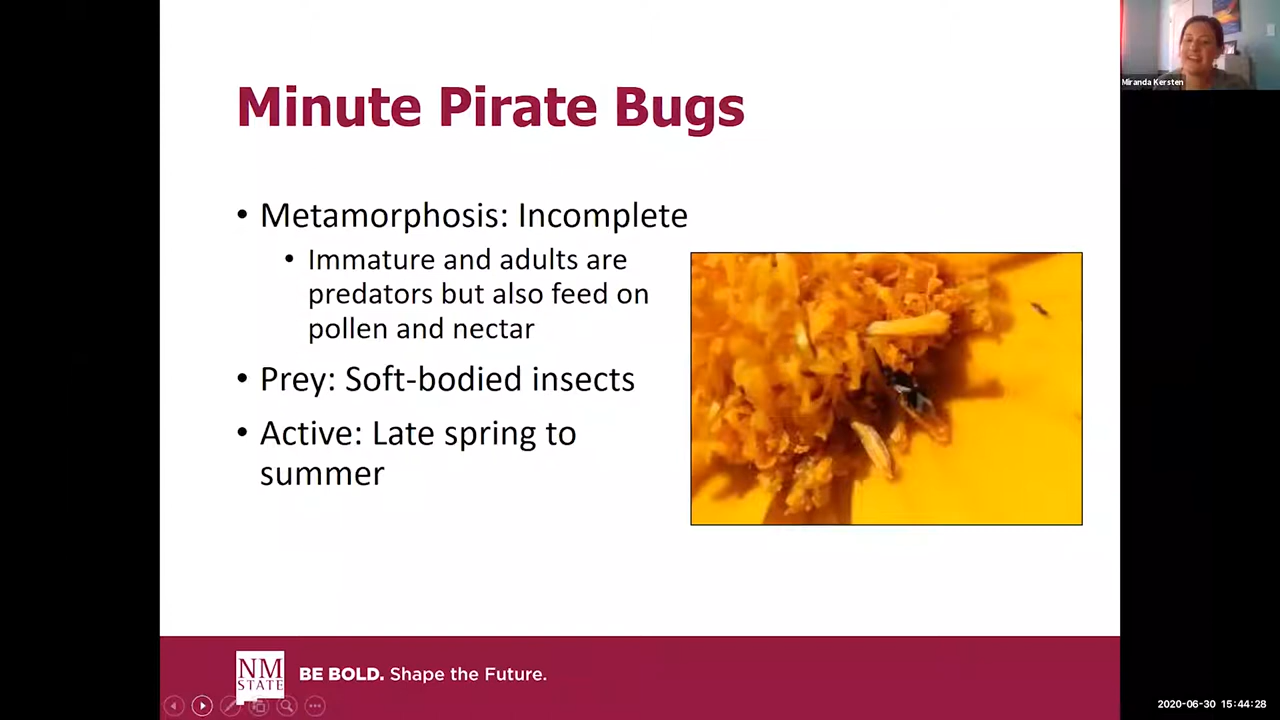 Minute Pirate Bugs
Miranda Kersten
• Metamorphosis: Incomplete
• Immature and adults are
predators but also feed on
pollen and nectar
• Prey: Soft-bodied insects
• Active: Late spring to
summer
NM
STATE
BE BOLD. Shape the Future.
2020-06-30 15:44:28